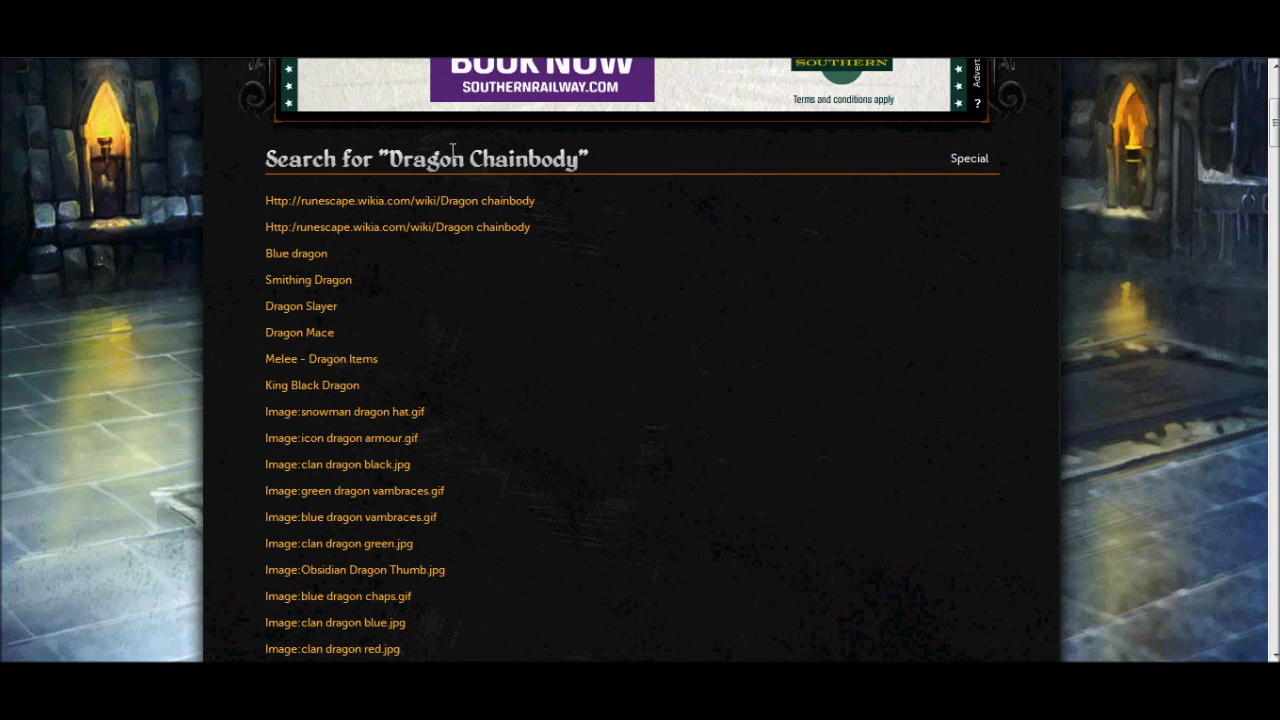 BOOK NOW
SOUTHERNRAILWAY.COM
SOUTHERN
Terms and conditions apply
Advert
?
Search for "Dragon Chainbody"
Special
Http://runescape.wikia.com/wiki/Dragon chainbody
Http:/runescape.wikia.com/wiki/Dragon chainbody
Blue dragon
Smithing Dragon
Dragon Slayer
Dragon Mace
Melee - Dragon Items
King Black Dragon
Image:snowman dragon hat.gif
Image:icon dragon armour.gif
Image:clan dragon black.jpg
Image:green dragon vambraces.gif
Image:blue dragon vambraces.gif
Image:clan dragon green.jpg
Image:Obsidian Dragon Thumb.jpg
Image:blue dragon chaps.gif
Image:clan dragon blue.jpg
Image:clan dragon red.jpg